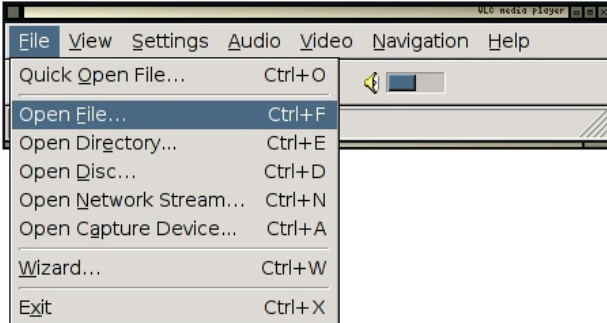 VLC media player
File View Settings Audio Video Navigation Help
Quick Open File... Ctrl+O
Open File... Ctrl+F
Open Directory... Ctrl+E
Open Disc... Ctrl+D
Open Network Stream... Ctrl+N
Open Capture Device... Ctrl+A
Wizard... Ctrl+W
Exit Ctrl+X